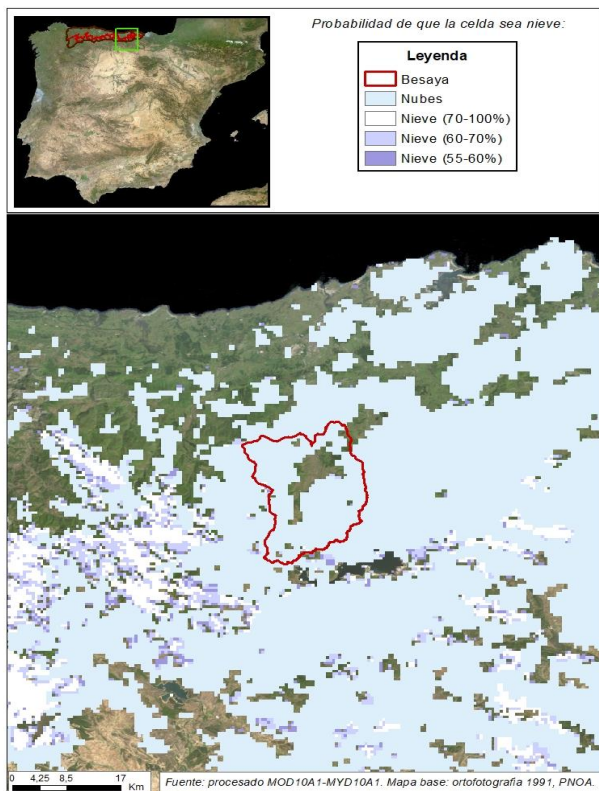 Probabilidad de que la celda sea nieve:
Leyenda
Besaya
Nubes
Nieve (70-100%)
Nieve (60-70%)
Nieve (55-60%)
0 4,25 8,5 17
Km
Fuente: procesado MOD10A1-MYD10A1. Mapa base: ortofotografia 1991, PNOA.